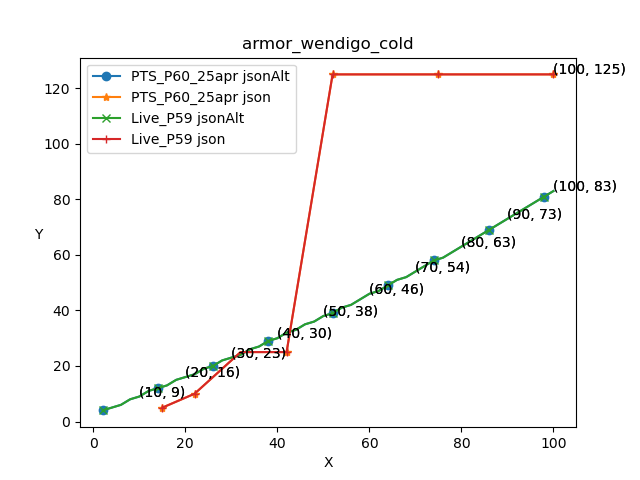 armor_wendigo_cold
PTS_P60_25apr jsonAlt
PTS_P60_25apr json
Live_P59 jsonAlt
Live_P59 json
(100, 125)
(100, 83)
(90, 73)
(80, 63)
(70, 54)
(60, 46)
(50, 38)
(40, 30)
(30, 23)
(20, 16)
(10, 9)
Y
120
100
80
60
40
20
0
0 20 40 60 80 100
X